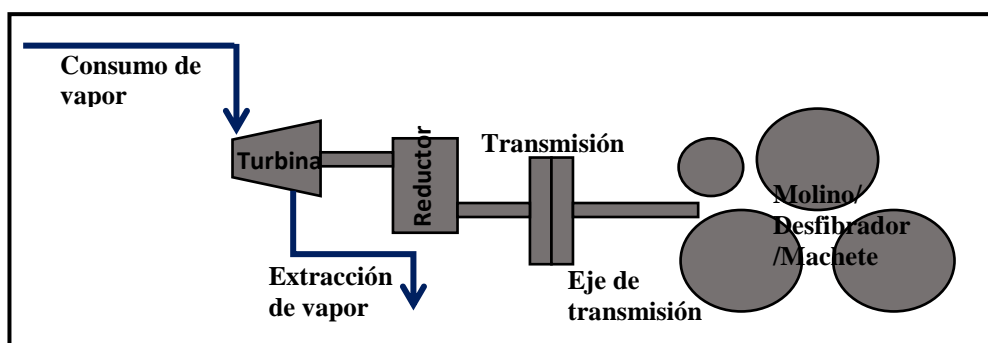 Consumo de
vapor
Turbina
Reductor
Transmisión
Molino/
Desfibrador
/Machete
Extracción
de vapor
Eje de
transmisión